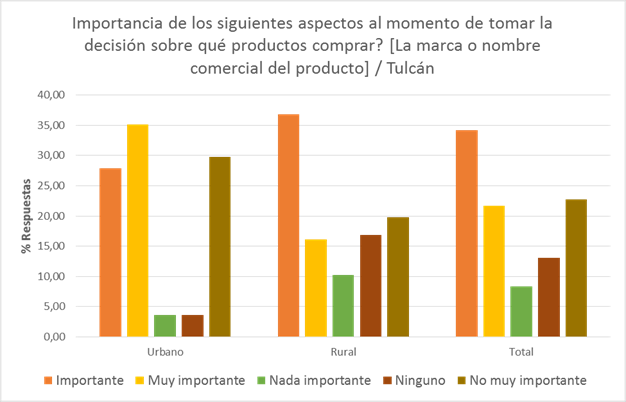 Importancia de los siguientes aspectos al momento de tomar la
decisión sobre qué productos comprar? [La marca o nombre
comercial del producto] / Tulcán
% Respuestas
40,00
35,00
30,00
25,00
20,00
15,00
10,00
5,00
0,00
Urbano Rural Total
Importante Muy importante Nada importante Ninguno No muy importante